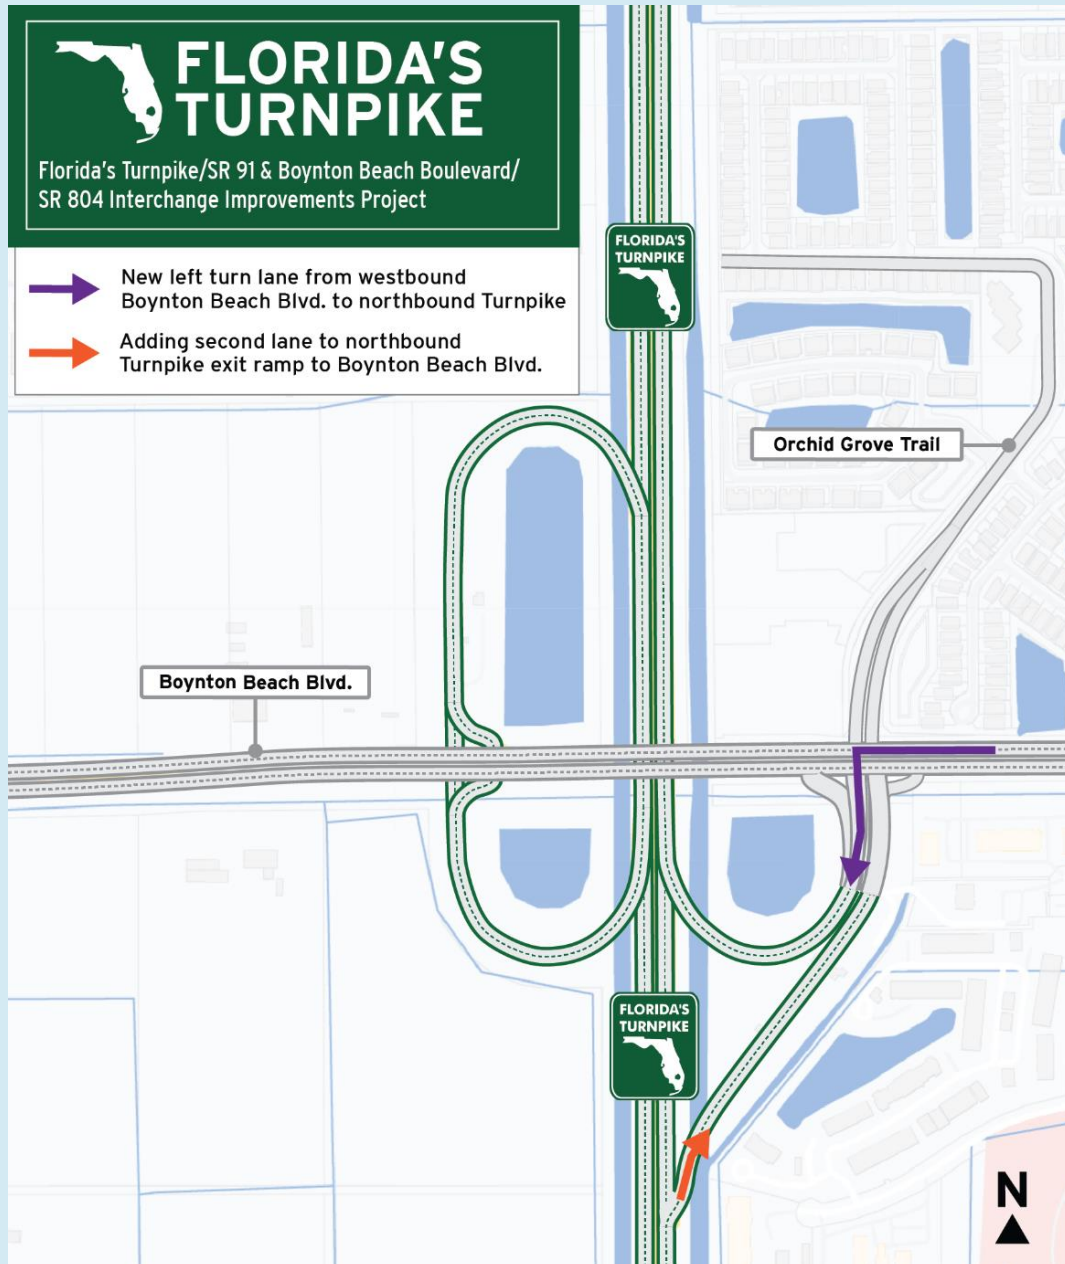 FLORIDA'S
TURNPIKE
Florida's Turnpike/SR 91 & Boynton Beach Boulevard/
SR 804 Interchange Improvements Project
New left turn lane from westbound
Boynton Beach Blvd. to northbound Turnpike
Adding second lane to northbound
Turnpike exit ramp to Boynton Beach Blvd.
FLORIDA'S
TURNPIKE
Orchid Grove Trail
Boynton Beach Blvd.
FLORIDA'S
TURNPIKE
N